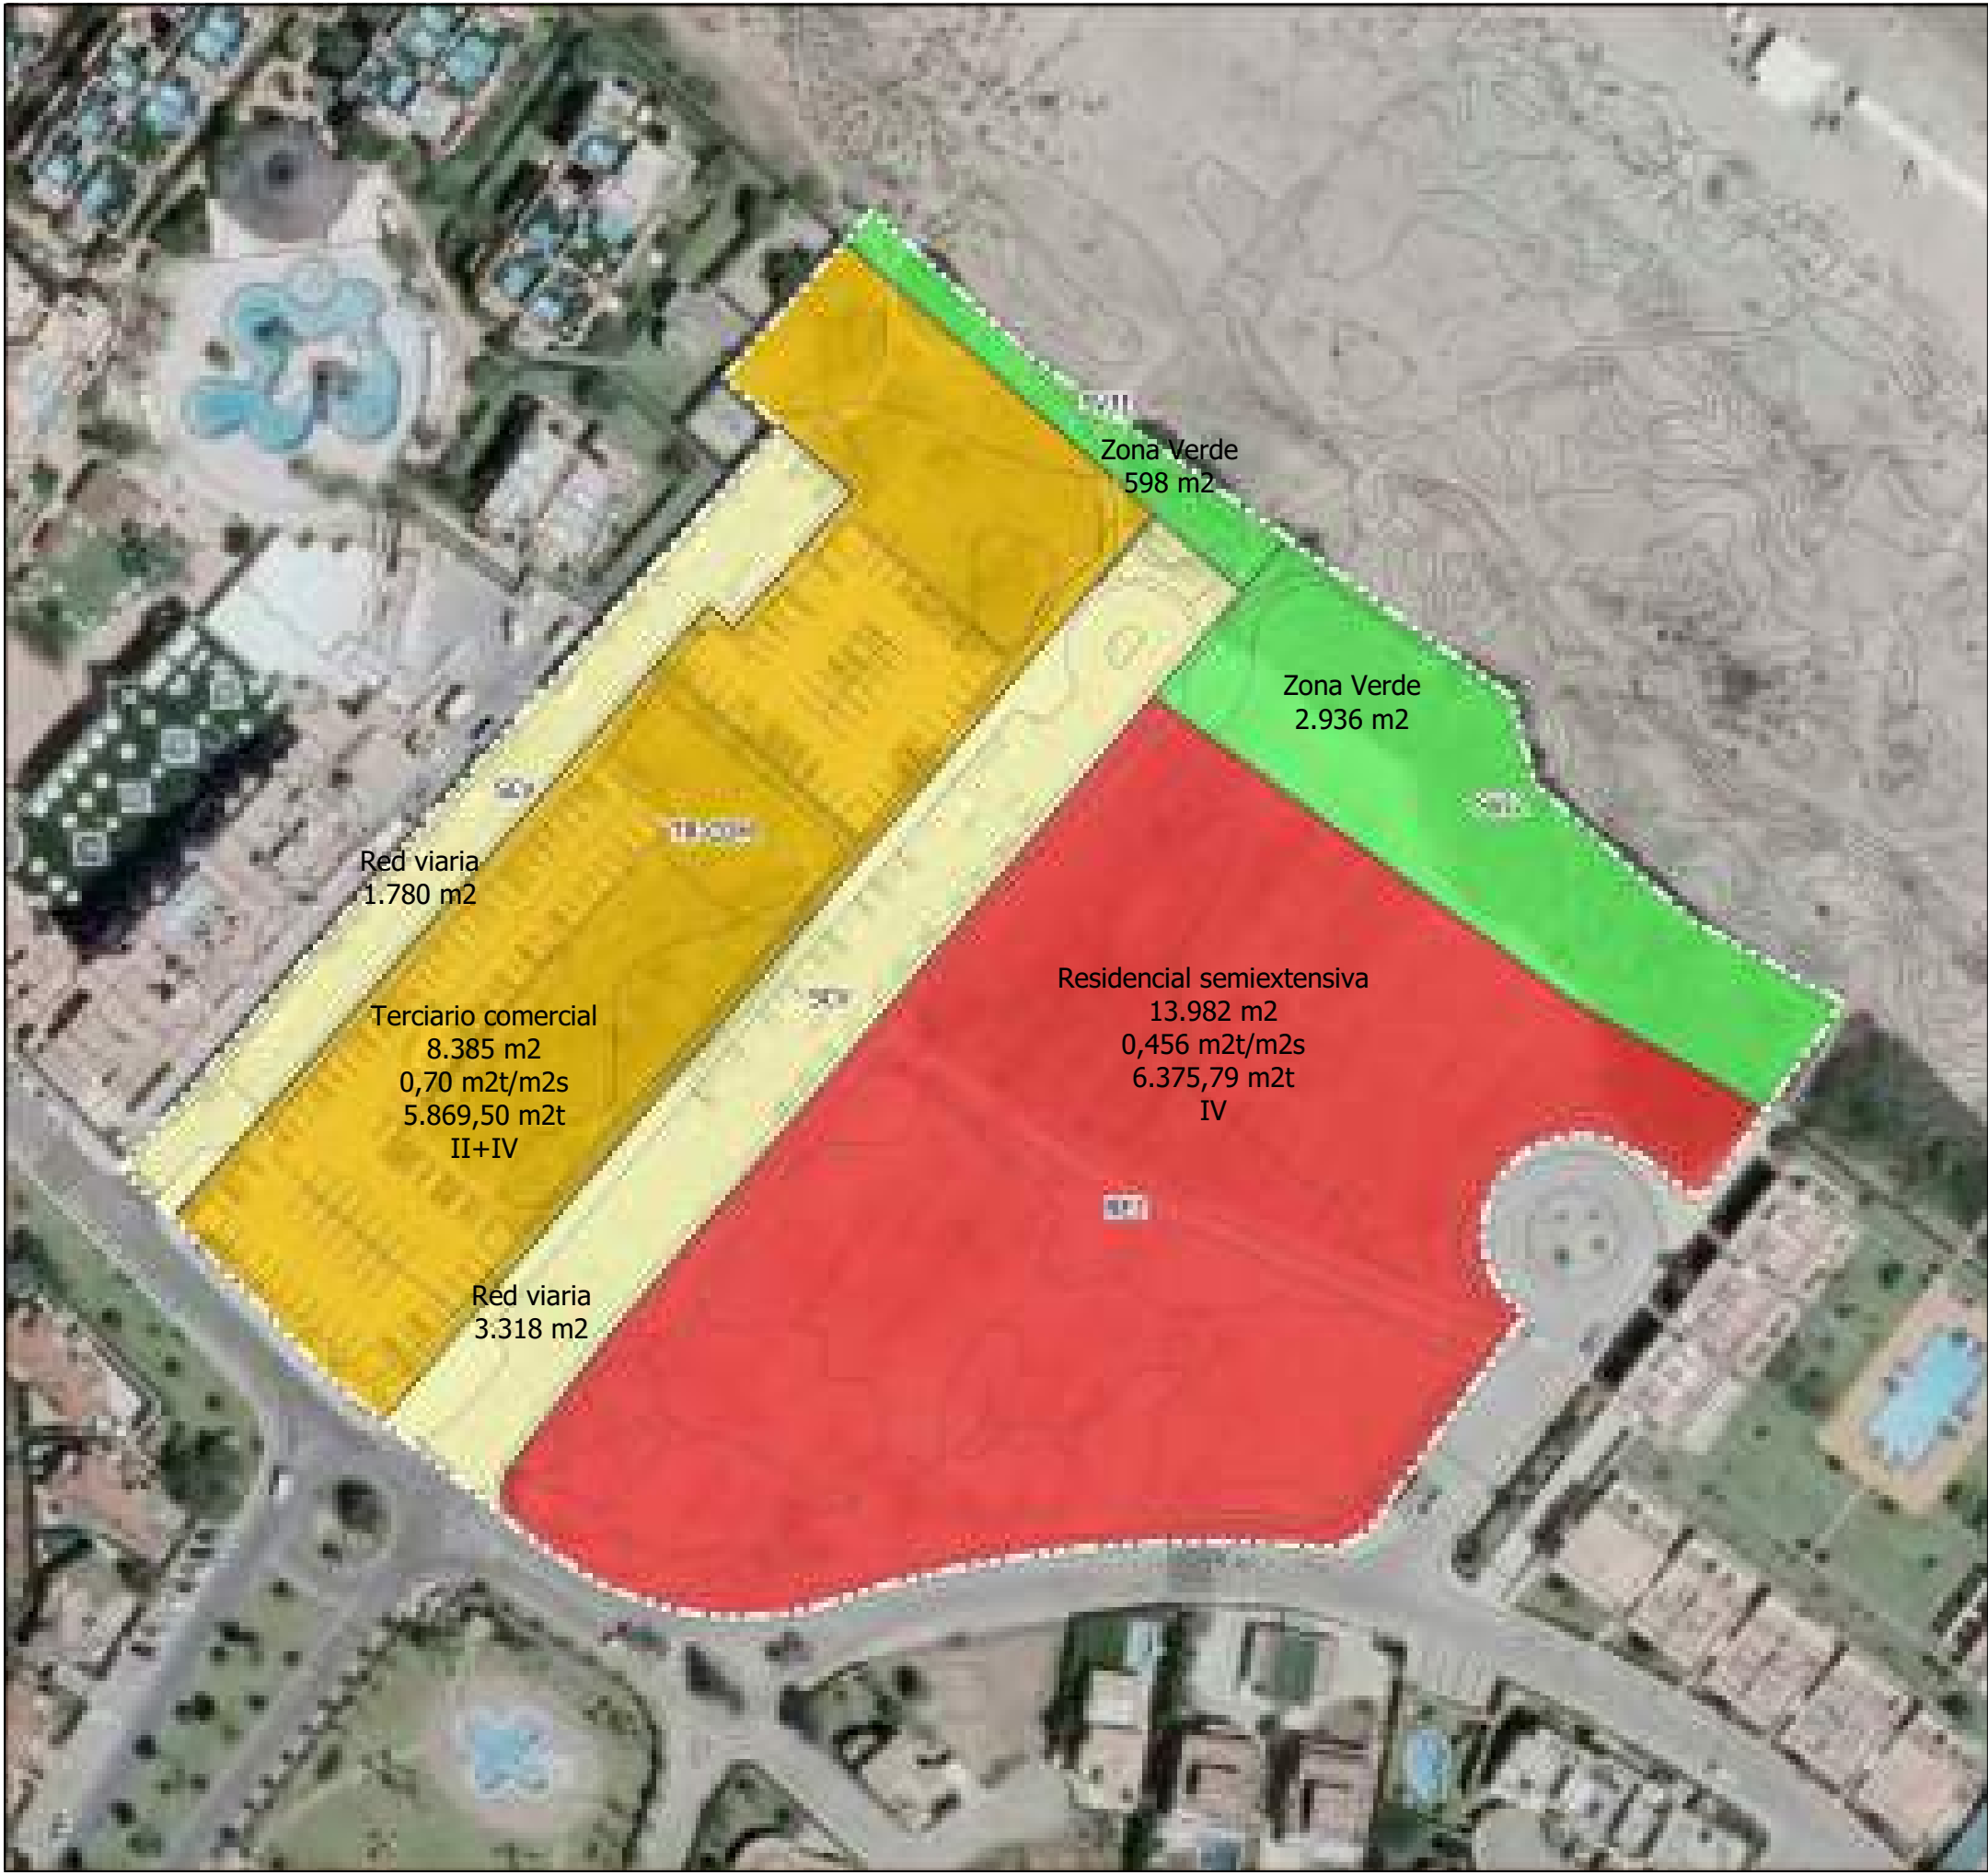 Zona Verde
598 m2
Zona Verde
2.936 m2
SCV
Red viaria
1.780 m2
Terciario comercial
8.385 m2
0,70 m2t/m2s
5.869,50 m2t
II+IV
SCV
Residencial semiextensiva
13.982 m2
0,456 m2t/m2s
6.375,79 m2t
IV
Red viaria
3.318 m2